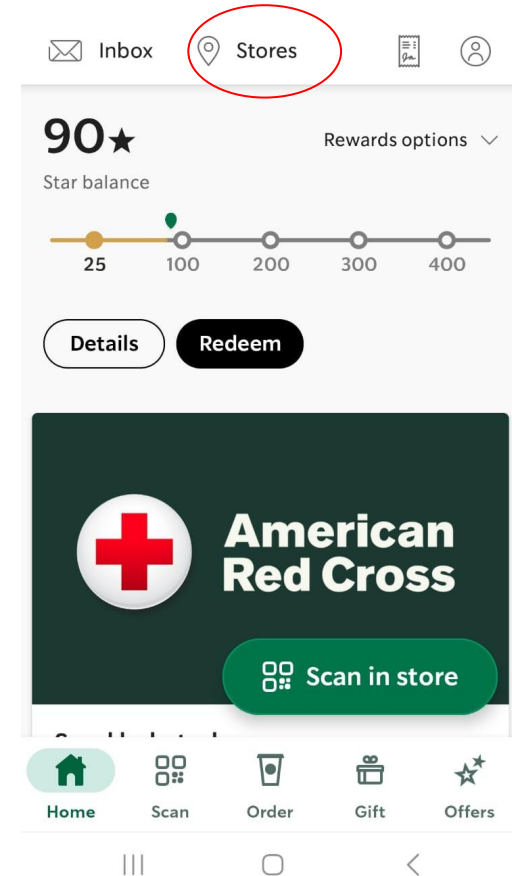 Inbox
Stores
90★
Rewards options
Star balance
25 100 200 300 400
Details
Redeem
American
Red Cross
Scan in store
Home Scan Order Gift Offers